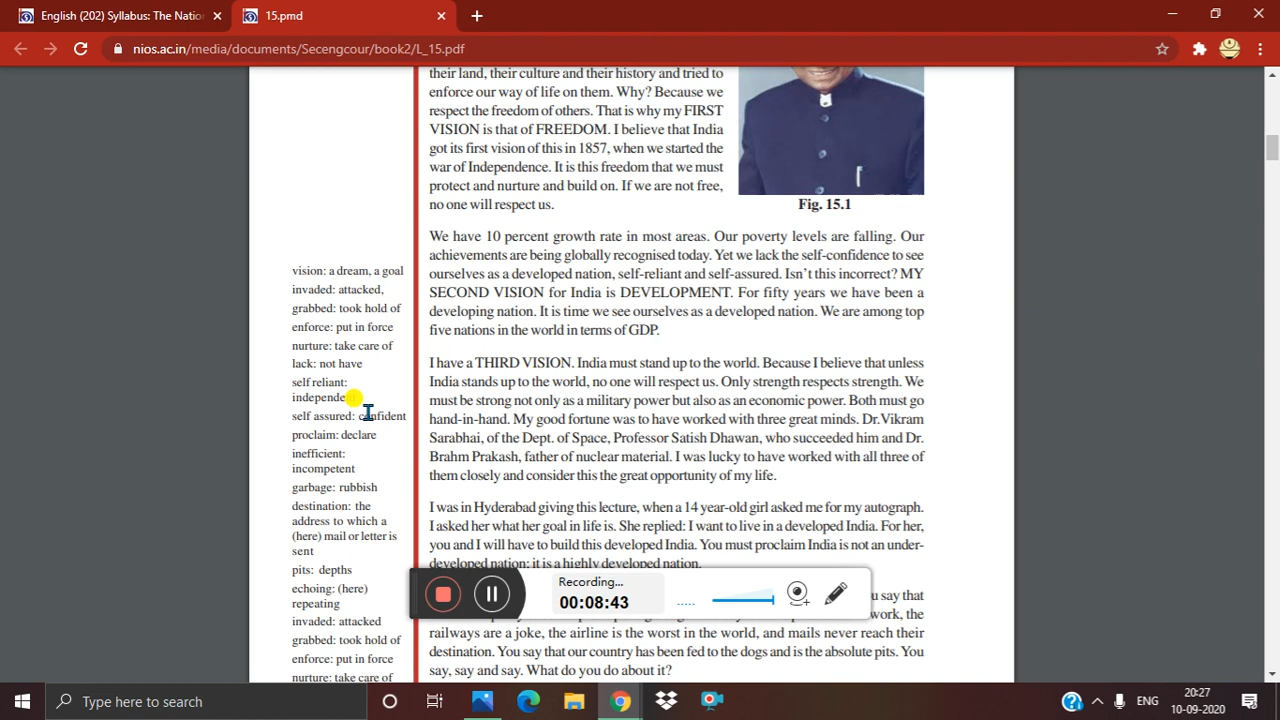 English (202) Syllabus: The Natio
15.pmd
nios.ac.in/media/documents/Secengcour/book2/L_15.pdf
their land, their culture and their history and tried to
enforce our way of life on them. Why? Because we
respect the freedom of others. That is why my FIRST
VISION is that of FREEDOM. I believe that India
got its first vision of this in 1857, when we started the
war of Independence. It is this freedom that we must
protect and nurture and build on. If we are not free,
no one will respect us.
Fig. 15.1
We have 10 percent growth rate in most areas. Our poverty levels are falling. Our
achievements are being globally recognised today. Yet we lack the self-confidence to see
ourselves as a developed nation, self-reliant and self-assured. Isn't this incorrect? MY
SECOND VISION for India is DEVELOPMENT. For fifty years we have been a
developing nation. It is time we see ourselves as a developed nation. We are among top
five nations in the world in terms of GDP.
I have a THIRD VISION. India must stand up to the world. Because I believe that unless
India stands up to the world, no one will respect us. Only strength respects strength. We
must be strong not only as a military power but also as an economic power. Both must go
hand-in-hand. My good fortune was to have worked with three great minds. Dr.Vikram
Sarabhai, of the Dept. of Space, Professor Satish Dhawan, who succeeded him and Dr.
Brahm Prakash, father of nuclear material. I was lucky to have worked with all three of
them closely and consider this the great opportunity of my life.
I was in Hyderabad giving this lecture, when a 14 year-old girl asked me for my autograph.
I asked her what her goal in life is. She replied: I want to live in a developed India. For her,
you and I will have to build this developed India. You must proclaim India is not an under-
developed nation; it is a highly developed nation.
u say that
work, the
railways are a joke, the airline is the worst in the world, and mails never reach their
destination. You say that our country has been fed to the dogs and is the absolute pits. You
say, say and say. What do you do about it?
vision: a dream, a goal
invaded: attacked,
grabbed: took hold of
enforce: put in force
nurture: take care of
lack: not have
self reliant:
independent
self assured: confident
proclaim: declare
inefficient:
incompetent
garbage: rubbish
destination: the
address to which a
(here) mail or letter is
sent
pits: depths
echoing: (here)
repeating
invaded: attacked
grabbed: took hold of
enforce: put in force
nurture: take care of
Recording...
00:08:43
Type here to search
ENG
20:27
10-09-2020